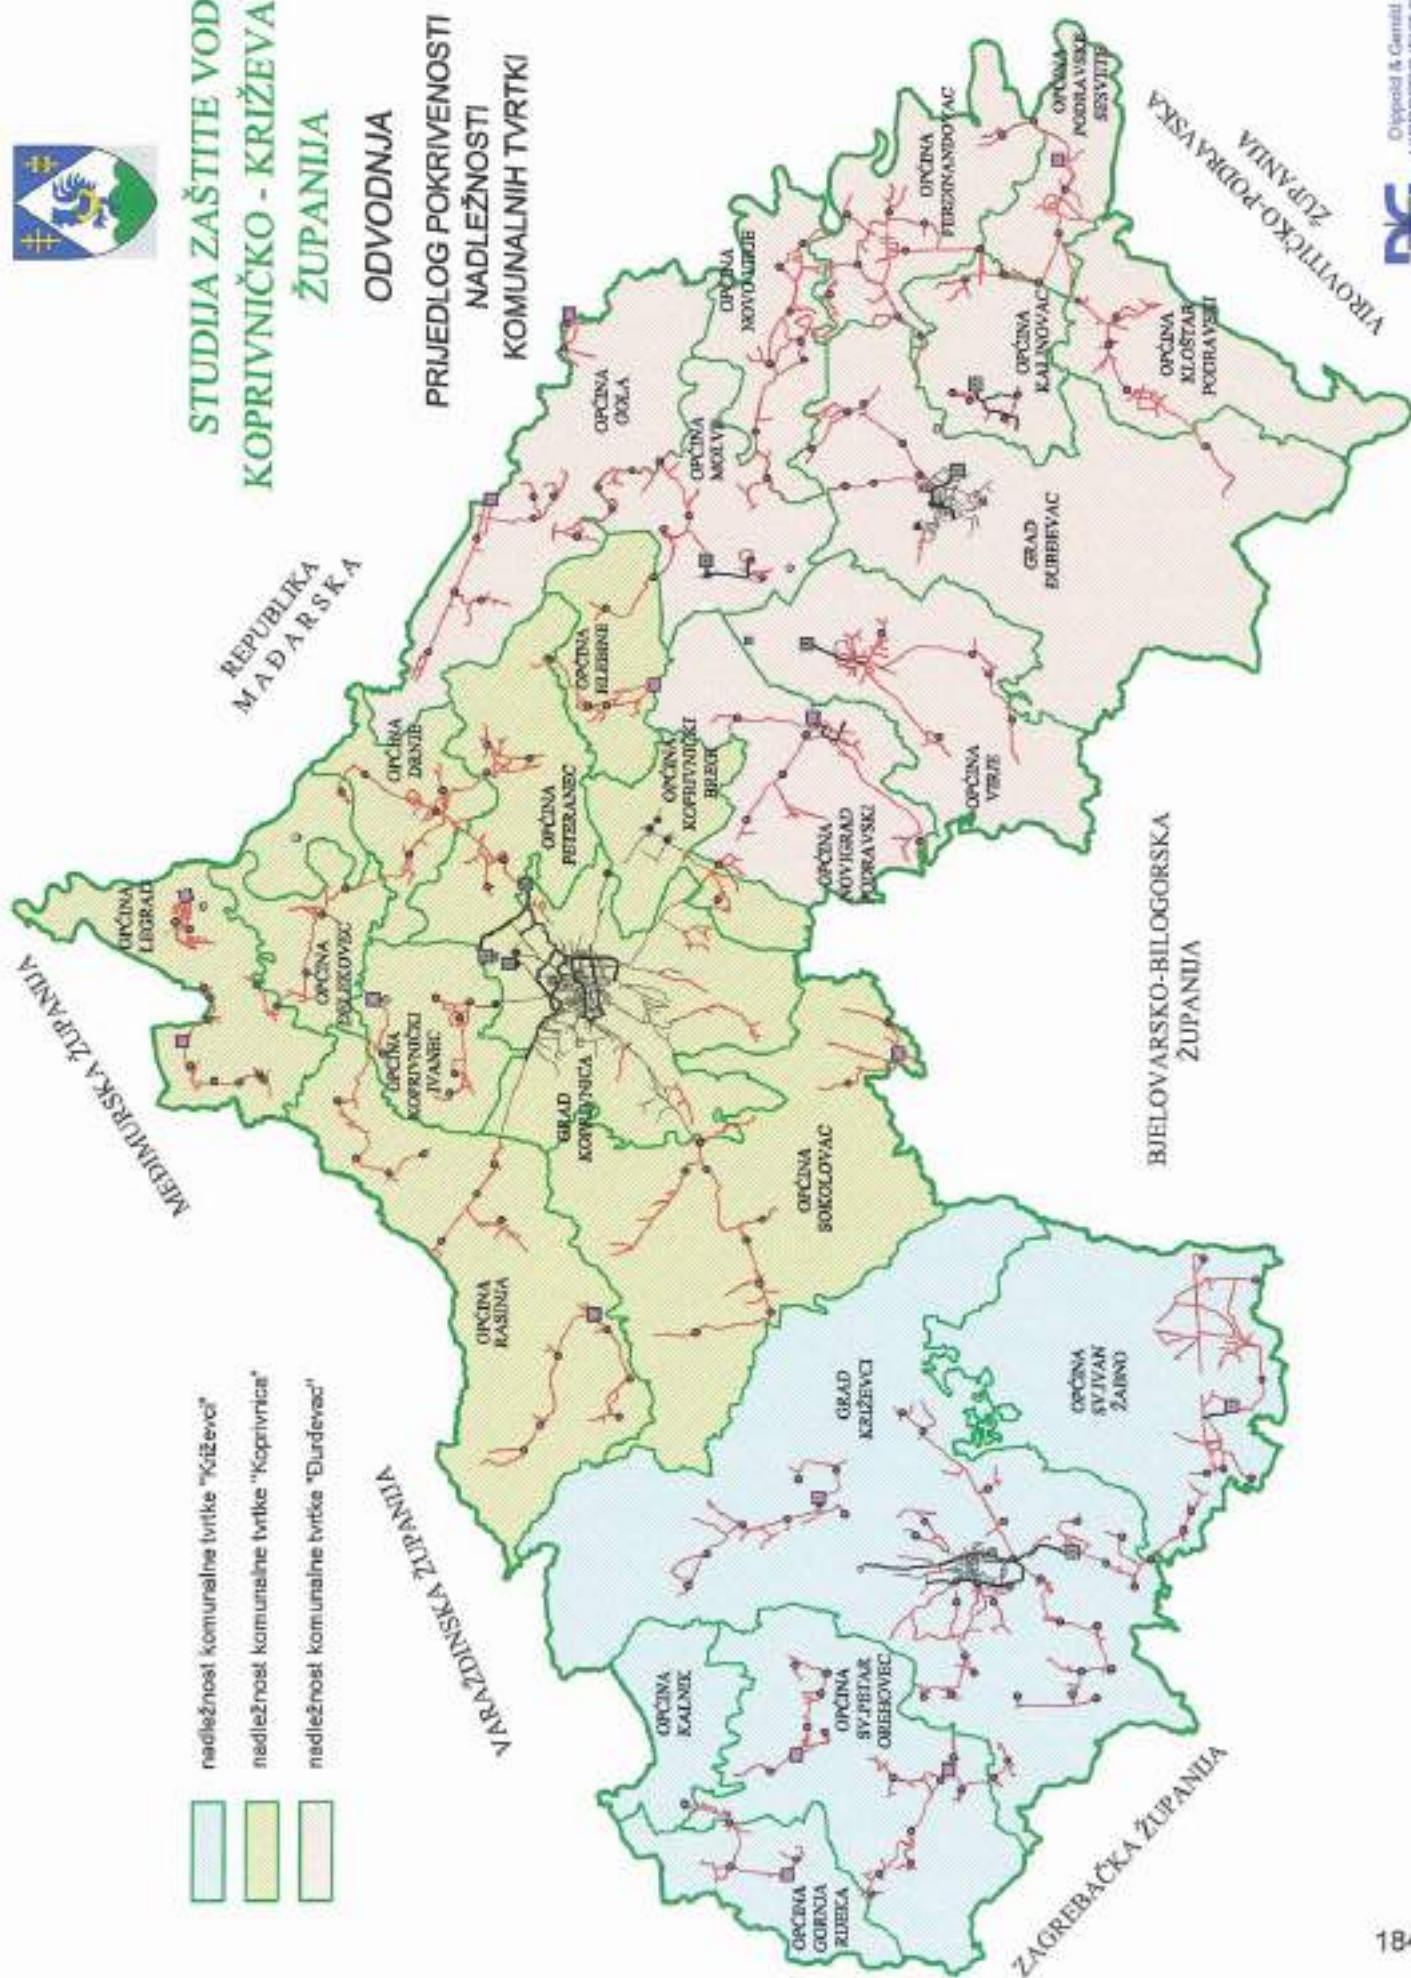 STUDIJA ZAŠTITE VOD
KOPRIVNIČKO - KRIŽEVA
ŽUPANIJA
ODVODNJA
PRIJEDLOG POKRIVENOSTI
NADLEŽNOSTI
KOMUNALNIH TVRTKI
nadležnost komunalne tvrtke "Križevci"
nadležnost komunalne tvrtke "Koprivnica"
nadležnost komunalne tvrtke "Đurđevac"
REPUBLIKA
MAĐARSKA
MEĐIMURSKA ŽUPANIJA
VARAŽDINSKA ŽUPANIJA
ZAGREBAČKA ŽUPANIJA
BJELOVARSKO-BILOGORSKA
ŽUPANIJA
VIROVITIČKO-PODRAVSKA
ŽUPANIJA
OPĆINA
LEGRAD
OPĆINA
ĐELEKOVEC
OPĆINA
DRNJE
OPĆINA
KOPRIVNIČKI
IVANEC
OPĆINA
PETERANEC
OPĆINA
HLEBINE
OPĆINA
KOPRIVNIČKI
BREGI
GRAD
KOPRIVNICA
OPĆINA
RASINJA
OPĆINA
SOKOLOVAC
OPĆINA
GOLA
OPĆINA
MOLVE
OPĆINA
NOVO VIRJE
OPĆINA
FERDINANDOVAC
OPĆINA
PODRAVSKE
SESVETE
OPĆINA
KALINOVAC
OPĆINA
KLOŠTAR
PODRAVSKI
GRAD
ĐURĐEVAC
OPĆINA
VIRJE
OPĆINA
NOVIGRAD
PODRAVSKI
GRAD
KRIŽEVCI
OPĆINA
SV.IVAN
ŽABNO
OPĆINA
KALNIK
OPĆINA
SV.PETAR
OREHOVEC
OPĆINA
GORNJA
RIJEKA
Dippold & Gerold
184